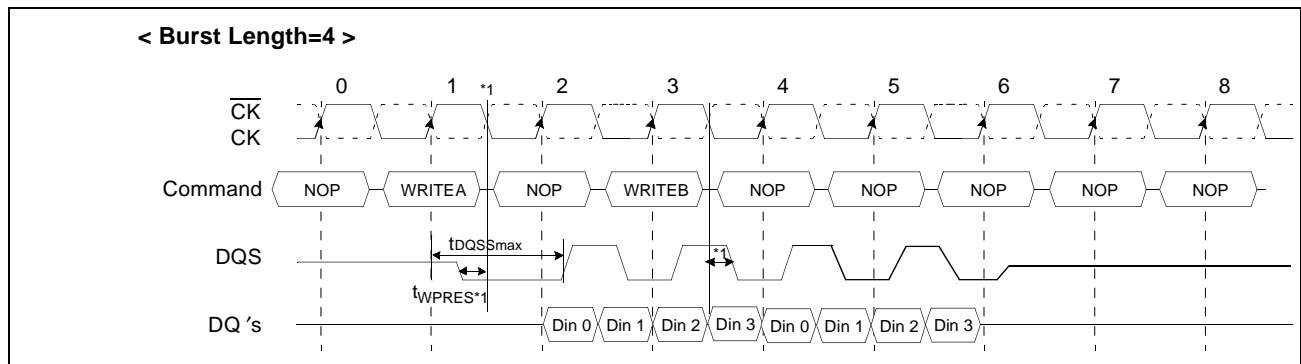 < Burst Length=4 >
0 1 *1 2 3 4 5 6 7 8
CK
CK
Command NOP WRITEA NOP WRITEB NOP NOP NOP NOP NOP
DQS tDQSSmax *1
tWPRES*1
DQ ′s Din 0 Din 1 Din 2 Din 3 Din 0 Din 1 Din 2 Din 3